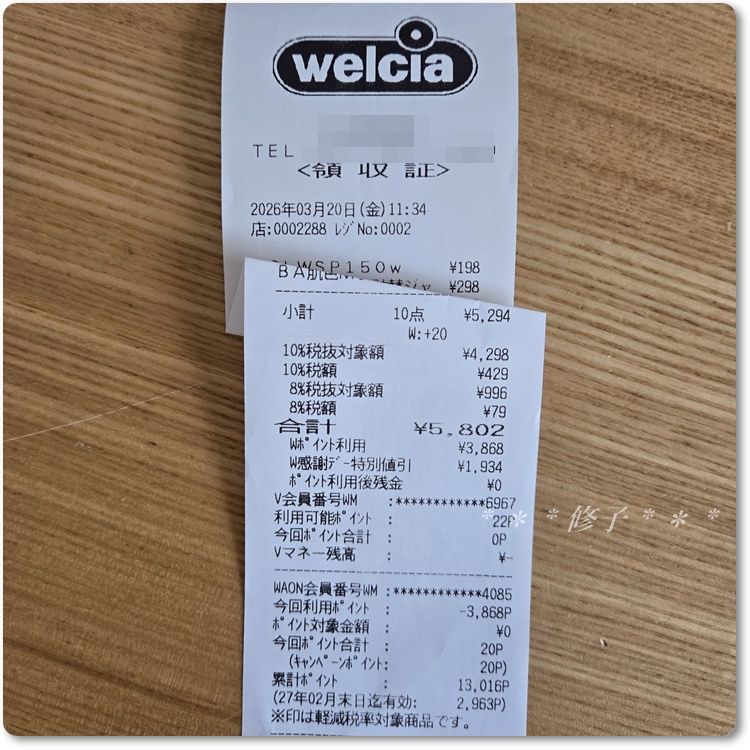 welcia
TEL
<領収証>
2026年03月20日(金)11:34
店:0002288 ﾚｼﾞNo:0002
WSP150w ¥198
BA肌色 替ジャ ¥298
小計 10点 ¥5,294
W:+20
10%税抜対象額 ¥4,298
10%税額 ¥429
8%税抜対象額 ¥996
8%税額 ¥79
合計 ¥5,802
Wﾎﾟｲﾝﾄ利用 ¥3,868
W感謝ﾃﾞｰ特別値引 ¥1,934
ﾎﾟｲﾝﾄ利用後残金 ¥0
V会員番号WM :***********6967
利用可能ﾎﾟｲﾝﾄ : 22P
今回ﾎﾟｲﾝﾄ合計 : 0P
Vマネー残高 : ¥-
* * *修了* * *
WAON会員番号WM :************4085
今回利用ﾎﾟｲﾝﾄ : -3,868P
ﾎﾟｲﾝﾄ対象金額 : ¥0
今回ﾎﾟｲﾝﾄ合計 : 20P
(ｷｬﾝﾍﾟｰﾝﾎﾟｲﾝﾄ: 20P)
累計ﾎﾟｲﾝﾄ : 13,016P
(27年02月末日迄有効: 2,963P)
※印は軽減税率対象商品です。